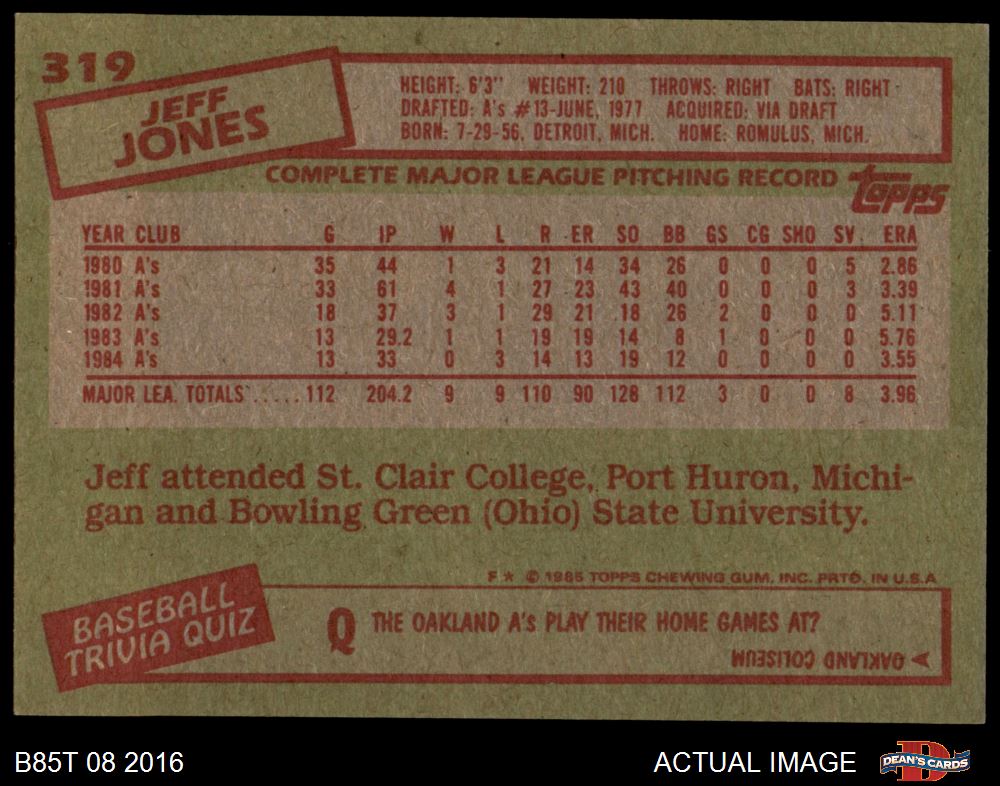 319
JEFF
JONES
HEIGHT: 6'3" WEIGHT: 210 THROWS: RIGHT BATS: RIGHT
DRAFTED: A's #13-JUNE, 1977 ACQUIRED: VIA DRAFT
BORN: 7-29-56, DETROIT, MICH. HOME: ROMULUS, MICH.
COMPLETE MAJOR LEAGUE PITCHING RECORD topps
YEAR CLUB G IP W L R ER SO BB GS CG SHO SV ERA
1980 A's 35 44 1 3 21 14 34 26 0 0 0 5 2.86
1981 A's 33 61 4 1 27 23 43 40 0 0 0 3 3.39
1982 A's 18 37 3 1 29 21 18 26 2 0 0 0 5.11
1983 A's 13 29.2 1 1 19 19 14 8 1 0 0 0 5.76
1984 A's 13 33 0 3 14 13 19 12 0 0 0 0 3.55
MAJOR LEA. TOTALS ..... 112 204.2 9 9 110 90 128 112 3 0 0 8 3.96
Jeff attended St. Clair College, Port Huron, Michi-
gan and Bowling Green (Ohio) State University.
F ★ © 1985 TOPPS CHEWING GUM, INC. PRTD. IN U.S.A.
BASEBALL
TRIVIA QUIZ
Q THE OAKLAND A's PLAY THEIR HOME GAMES AT?
A OAKLAND COLISEUM
B85T 08 2016
ACTUAL IMAGE
D
DEAN'S CARDS